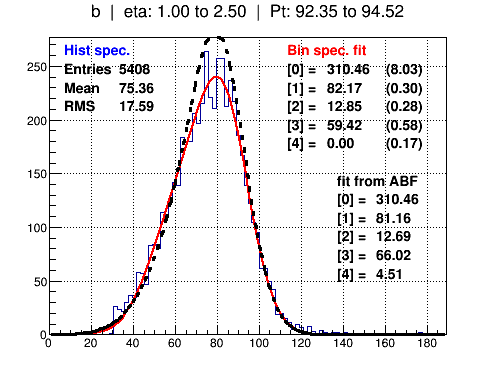 b | eta: 1.00 to 2.50 | Pt: 92.35 to 94.52
Hist spec.
Entries 5408
Mean 75.36
RMS 17.59
Bin spec. fit
[0] = 310.46 (8.03)
[1] = 82.17 (0.30)
[2] = 12.85 (0.28)
[3] = 59.42 (0.58)
[4] = 0.00 (0.17)
fit from ABF
[0] = 310.46
[1] = 81.16
[2] = 12.69
[3] = 66.02
[4] = 4.51
250
200
150
100
50
0
0 20 40 60 80 100 120 140 160 180